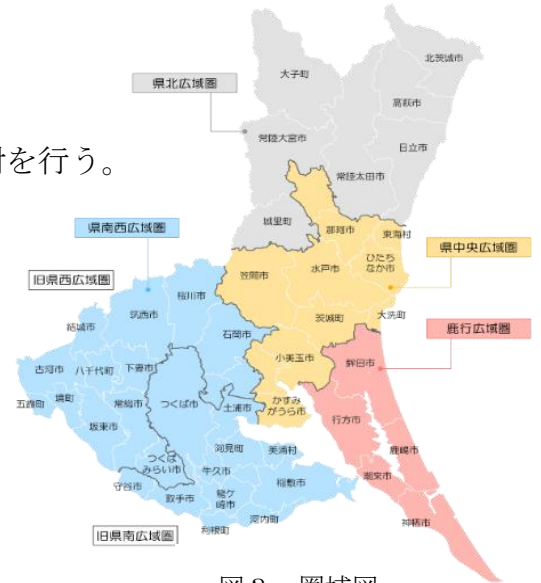 北茨城市
大子町
県北広域圏
高萩市
常陸大宮市
日立市
討を行う。
常陸太田市
城里町
那珂市
東海村
県南西広域圏
県中央広域圏
水戸市
ひたち
なか市
笠間市
旧県西広域圏
桜川市
筑西市
大洗町
茨城町
結城市
石岡市
鹿行広域圏
小美玉市
鉾田市
古河市
八千代町
下妻市
かすみ
がうら市
五霞町
境町
常総市
つくば市
土浦市
行方市
坂東市
阿見町
美浦村
鹿嶋市
つくば
みらい市
牛久市
潮来市
稲敷市
守谷市
取手市
龍ケ
崎市
神栖市
河内町
利根町
旧県南広域圏
図2 圏域図